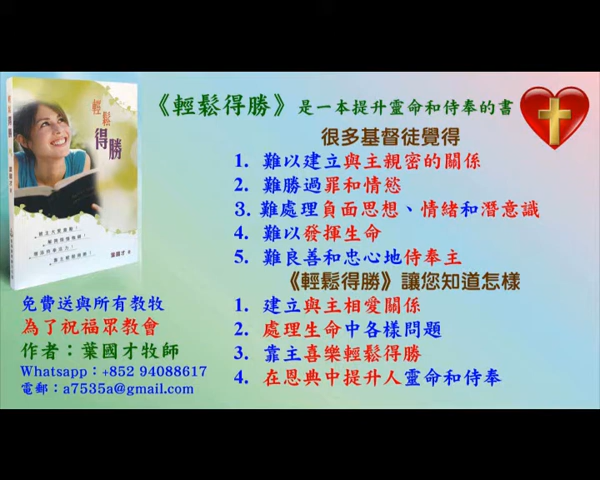 《輕鬆得勝》是一本提升靈命和侍奉的書
很多基督徒覺得
1. 難以建立與主親密的關係
2. 難勝過罪和情慾
3. 難處理負面思想、情緒和潛意識
4. 難以發揮生命
5. 難良善和忠心地侍奉主
《輕鬆得勝》讓您知道怎樣
1. 建立與主相愛關係
2. 處理生命中各樣問題
3. 靠主喜樂輕鬆得勝
4. 在恩典中提升人靈命和侍奉
輕鬆
得勝
葉國才 著
輕鬆得勝
免費送與所有教牧
為了祝福眾教會
作者：葉國才牧師
Whatsapp：+852 94088617
電郵：a7535a@gmail.com